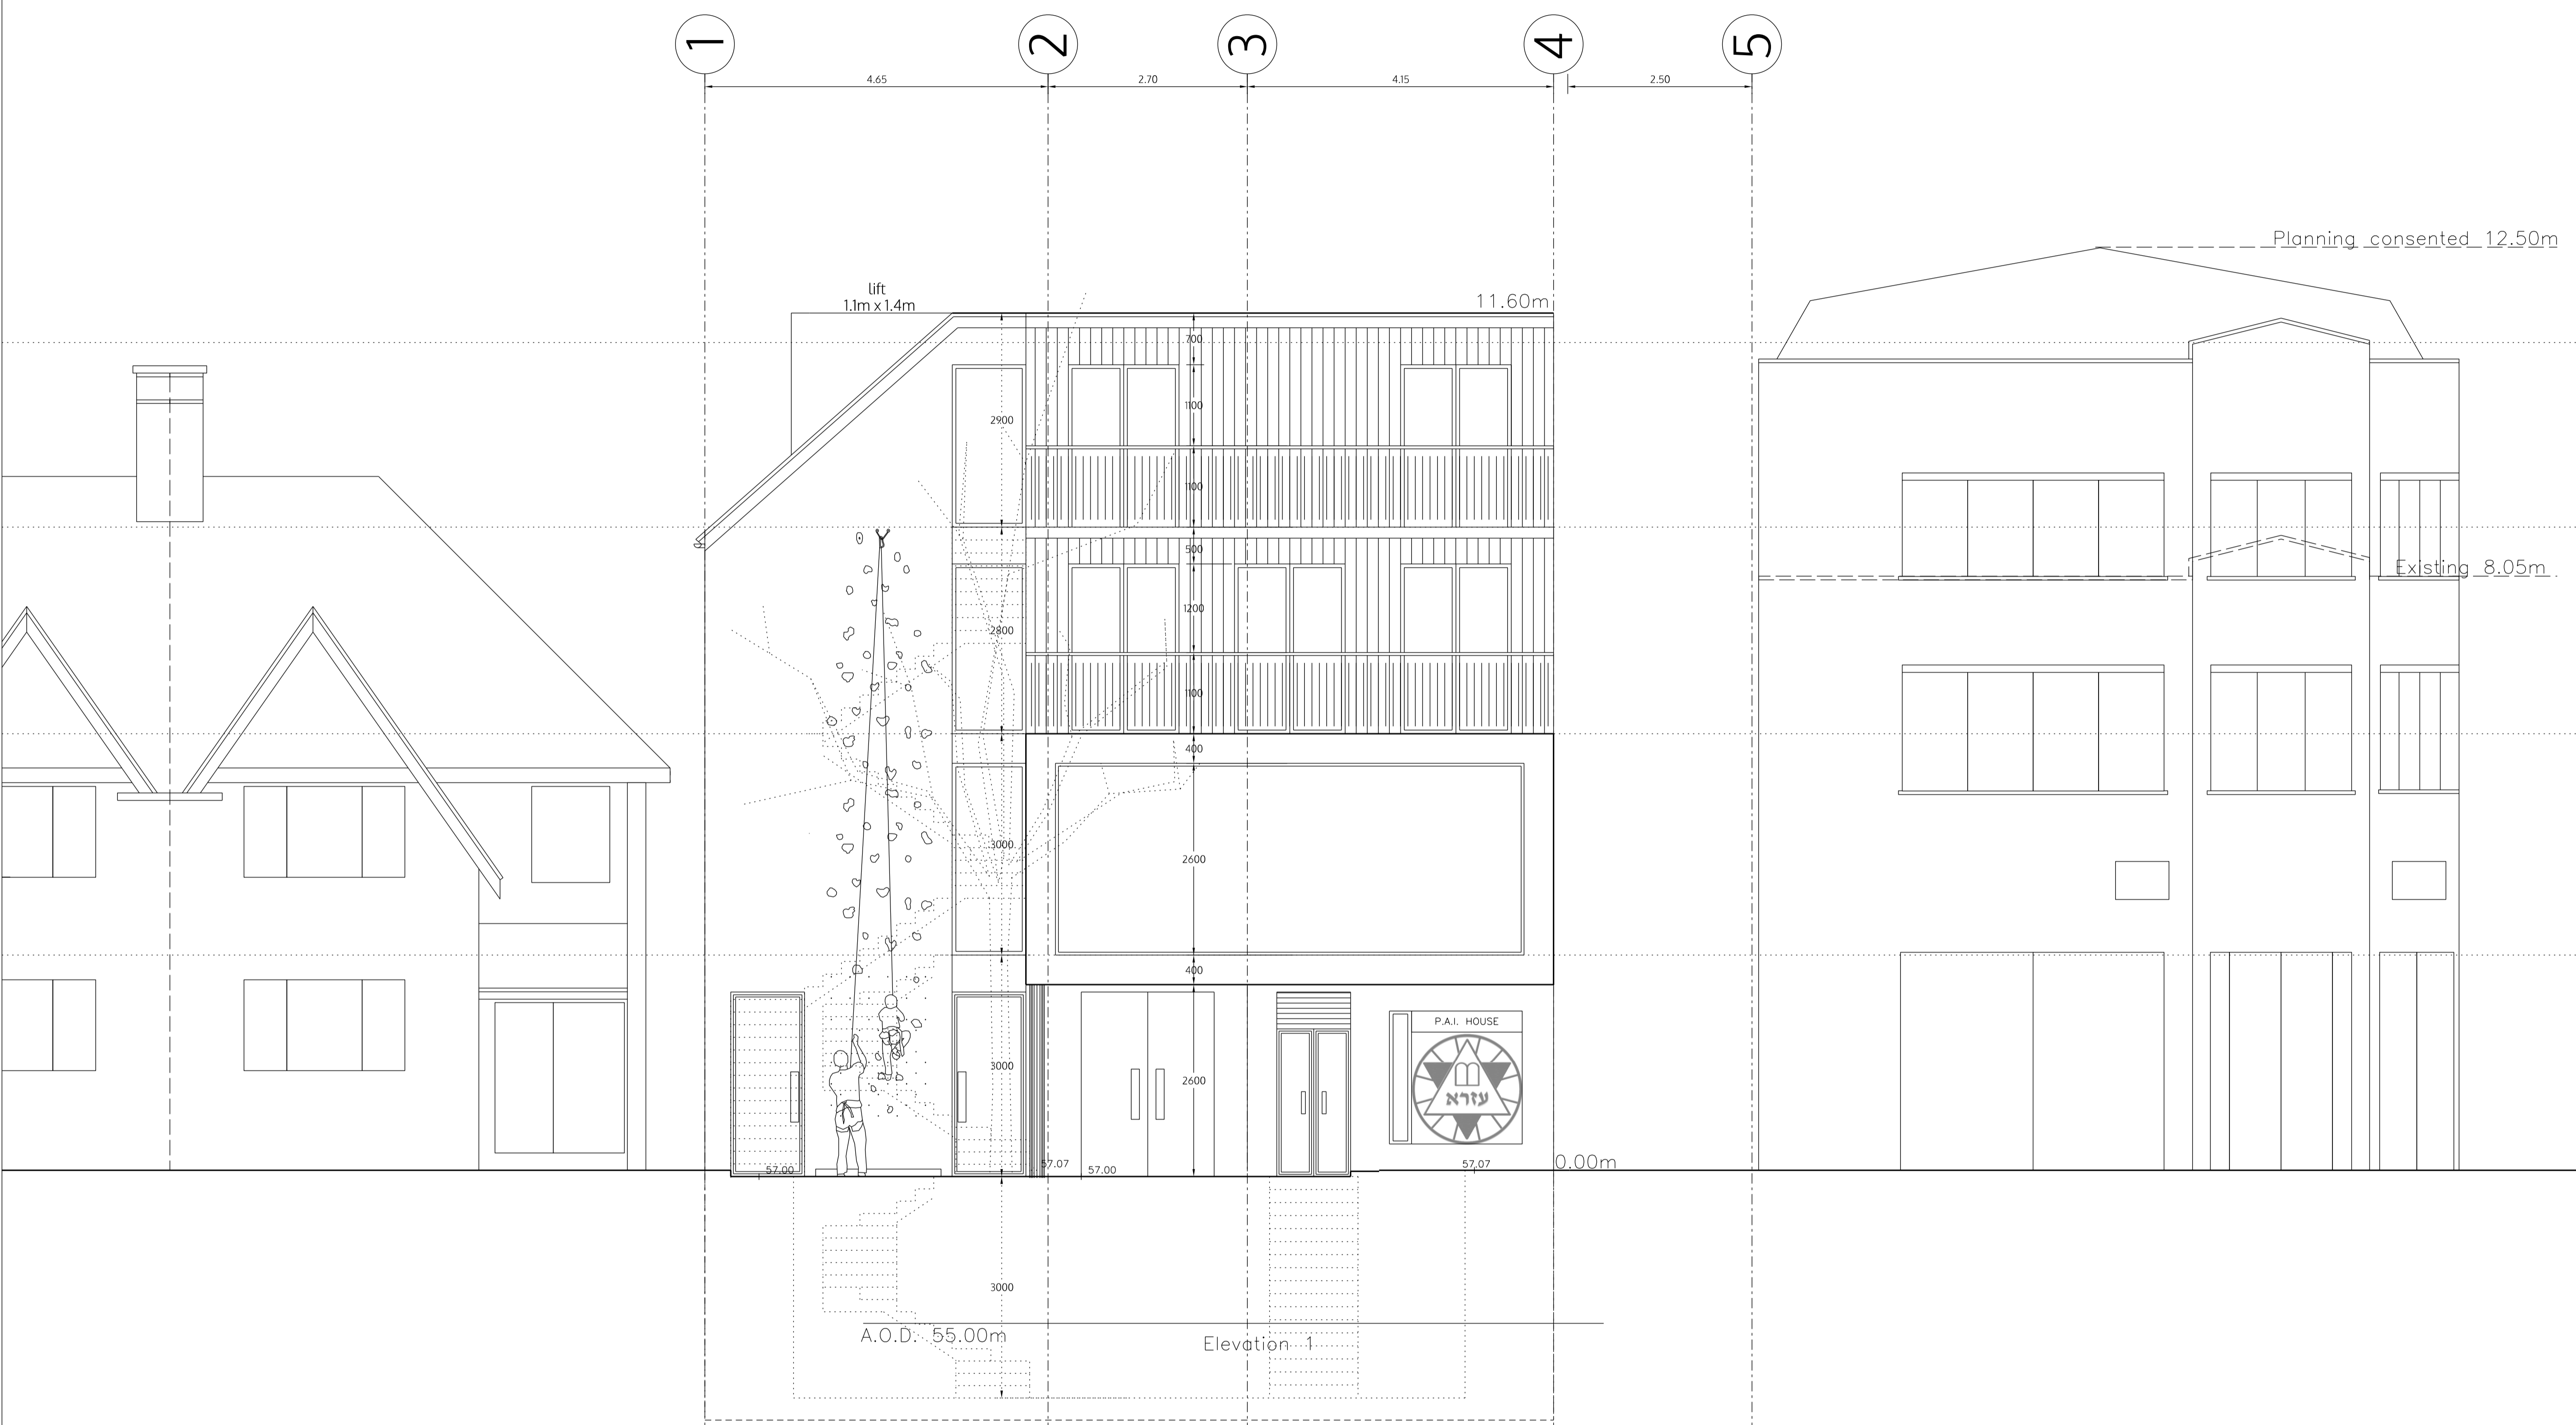 1 2 3 4 5
4.65 2.70 4.15 2.50
Planning consented 12.50m
lift
1.1m x 1.4m
11.60m
700
1100
2900
1100
500
Existing 8.05m
1200
2800
1100
400
3000
2600
400
P.A.I. HOUSE
3000
2600
עזרא
57.00 57.07 57.00 57.07 0.00m
3000
A.O.D. 55.00m
Elevation 1